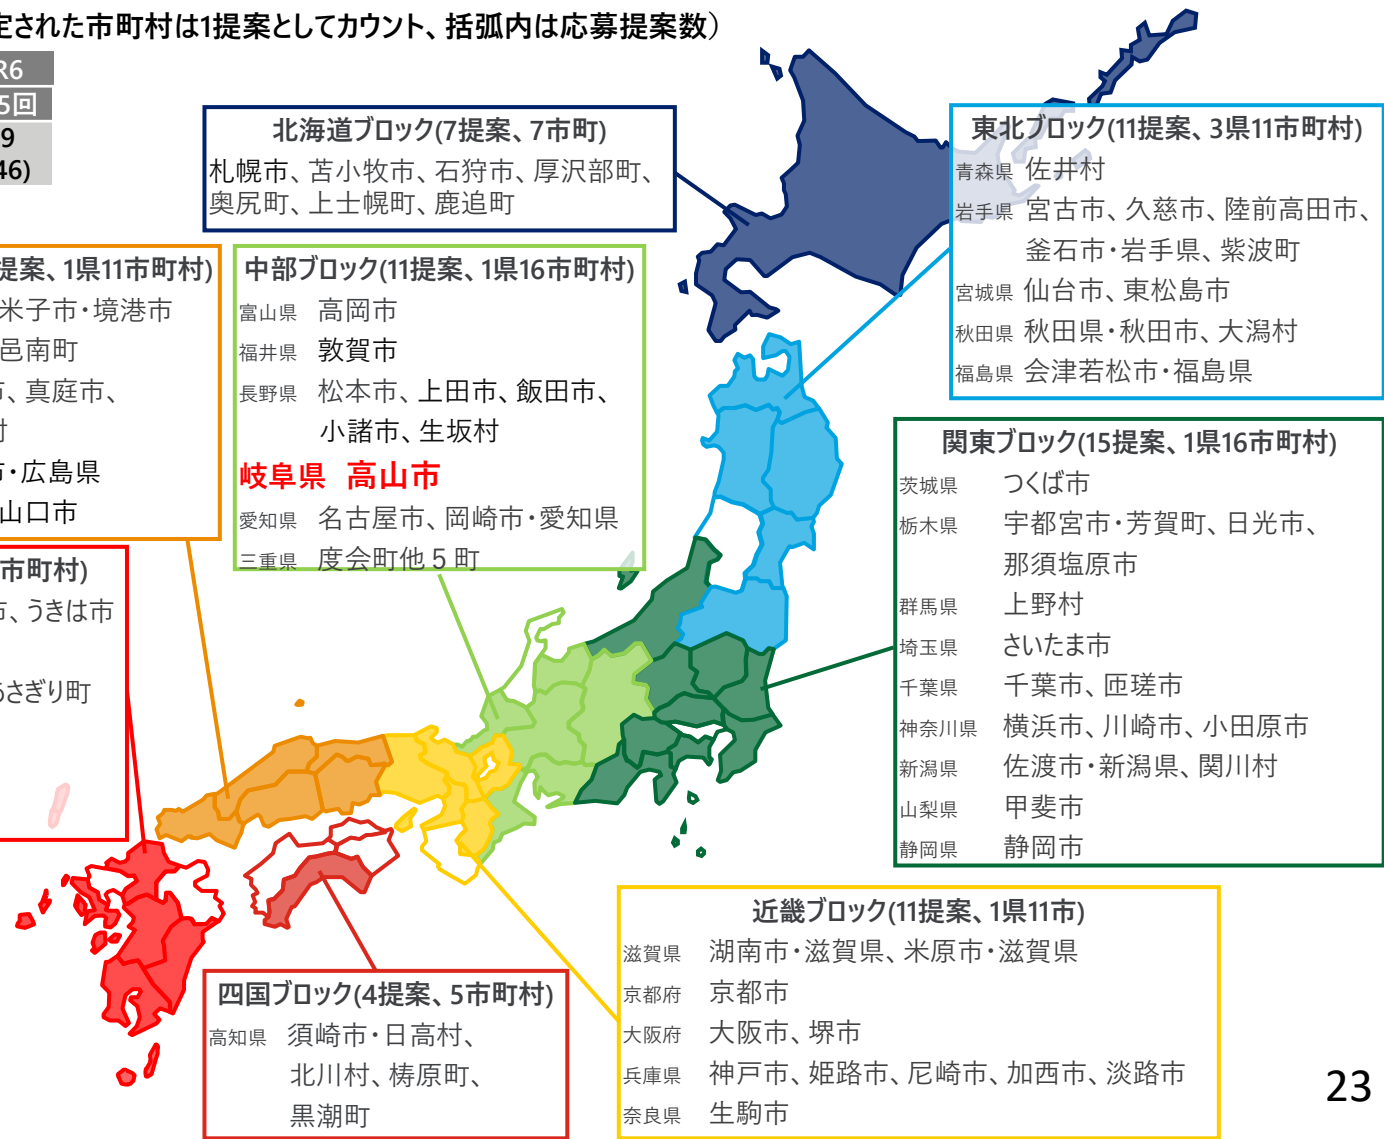 定された市町村は1提案としてカウント、括弧内は応募提案数）
R6
5回
9
46)
北海道ブロック(7提案、7市町)
札幌市、苫小牧市、石狩市、厚沢部町、
奥尻町、上士幌町、鹿追町
東北ブロック(11提案、3県11市町村)
青森県 佐井村
岩手県 宮古市、久慈市、陸前高田市、
釜石市・岩手県、紫波町
宮城県 仙台市、東松島市
秋田県 秋田県・秋田市、大潟村
福島県 会津若松市・福島県
提案、1県11市町村)
米子市・境港市
邑南町
市、真庭市、
村
市・広島県
山口市
中部ブロック(11提案、1県16市町村)
富山県 高岡市
福井県 敦賀市
長野県 松本市、上田市、飯田市、
小諸市、生坂村
岐阜県 高山市
愛知県 名古屋市、岡崎市・愛知県
三重県 度会町他５町
関東ブロック(15提案、1県16市町村)
茨城県 つくば市
栃木県 宇都宮市・芳賀町、日光市、
那須塩原市
群馬県 上野村
埼玉県 さいたま市
千葉県 千葉市、匝瑳市
神奈川県 横浜市、川崎市、小田原市
新潟県 佐渡市・新潟県、関川村
山梨県 甲斐市
静岡県 静岡市
市町村)
市、うきは市
あさぎり町
四国ブロック(4提案、5市町村)
高知県 須崎市・日高村、
北川村、梼原町、
黒潮町
近畿ブロック(11提案、1県11市)
滋賀県 湖南市・滋賀県、米原市・滋賀県
京都府 京都市
大阪府 大阪市、堺市
兵庫県 神戸市、姫路市、尼崎市、加西市、淡路市
奈良県 生駒市
23